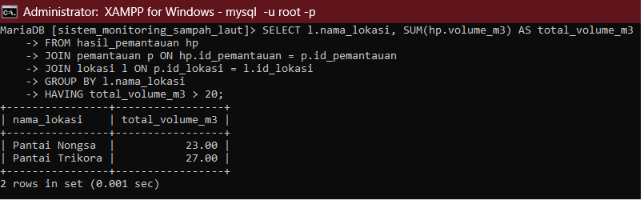 Administrator: XAMPP for Windows - mysql -u root -p
MariaDB [sistem_monitoring_sampah_laut]> SELECT l.nama_lokasi, SUM(hp.volume_m3) AS total_volume_m3
    -> FROM hasil_pemantauan hp
    -> JOIN pemantauan p ON hp.id_pemantauan = p.id_pemantauan
    -> JOIN lokasi l ON p.id_lokasi = l.id_lokasi
    -> GROUP BY l.nama_lokasi
    -> HAVING total_volume_m3 > 20;
+----------------+-----------------+
| nama_lokasi    | total_volume_m3 |
+----------------+-----------------+
| Pantai Nongsa  |           23.00 |
| Pantai Trikora |           27.00 |
+----------------+-----------------+
2 rows in set (0.001 sec)